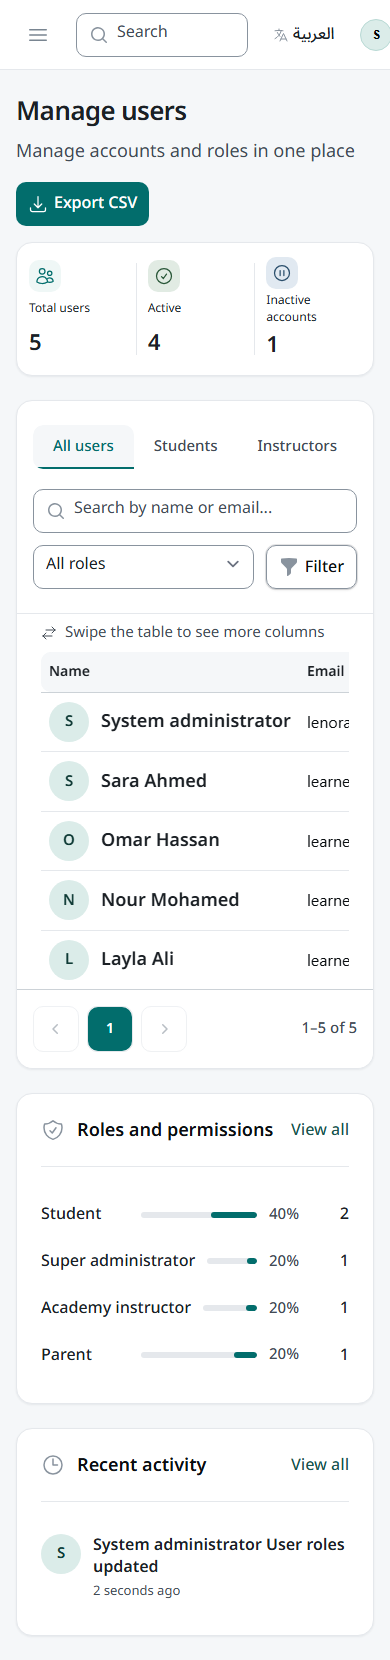 Search
العربية
S
Manage users
Manage accounts and roles in one place
Export CSV
Total users
5
Active
4
Inactive
accounts
1
All users
Students
Instructors
Search by name or email...
All roles
Filter
Swipe the table to see more columns
Name
Email
S
System administrator
lenora
S
Sara Ahmed
learne
O
Omar Hassan
learne
N
Nour Mohamed
learne
L
Layla Ali
learne
1
1–5 of 5
Roles and permissions
View all
Student
40%
2
Super administrator
20%
1
Academy instructor
20%
1
Parent
20%
1
Recent activity
View all
S
System administrator User roles
updated
2 seconds ago